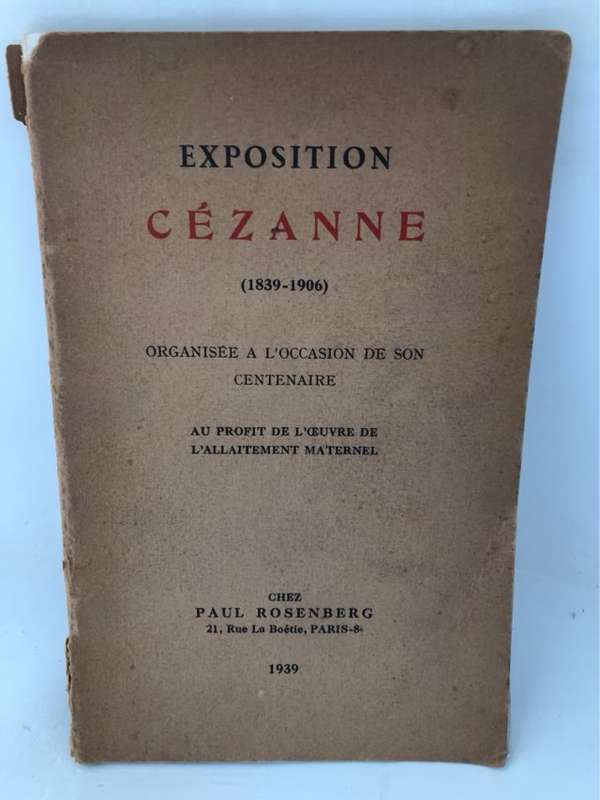 EXPOSITION
CÉZANNE
(1839-1906)
ORGANISÉE A L'OCCASION DE SON
CENTENAIRE
AU PROFIT DE L'ŒUVRE DE
L'ALLAITEMENT MATERNEL
CHEZ
PAUL ROSENBERG
21, Rue La Boétie, PARIS-8e
1939